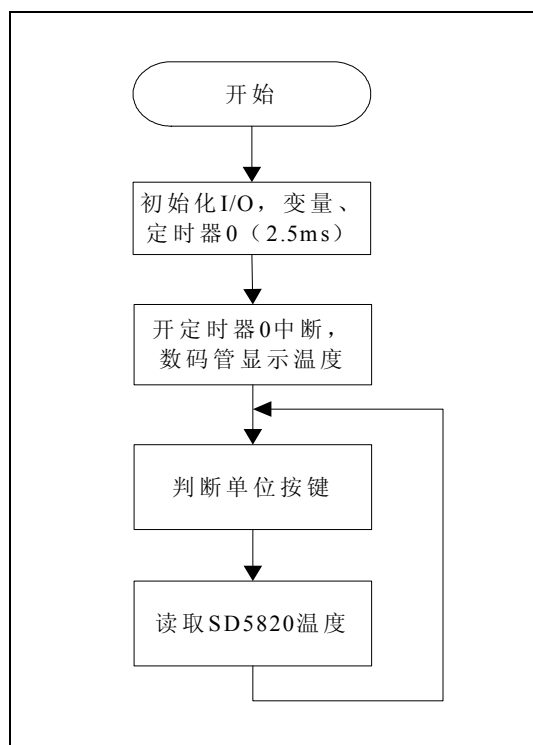 开始
初始化I/O，变量、
定时器0（2.5ms）
开定时器0中断，
数码管显示温度
判断单位按键
读取SD5820温度